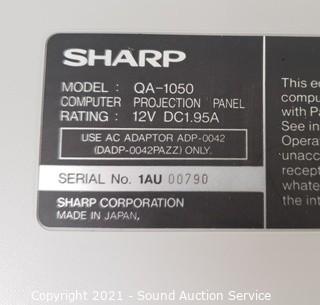 SHARP
MODEL : QA-1050
COMPUTER PROJECTION PANEL
RATING : 12V DC1.95A
USE AC ADAPTOR ADP-0042
(DADP-0042PAZZ) ONLY.
SERIAL No. 1AU 00790
SHARP CORPORATION
MADE IN JAPAN.
This e
compu
with Pa
See in
Opera
unacc
recept
whate
the int
Copyright © 2021 - Sound Auction Service